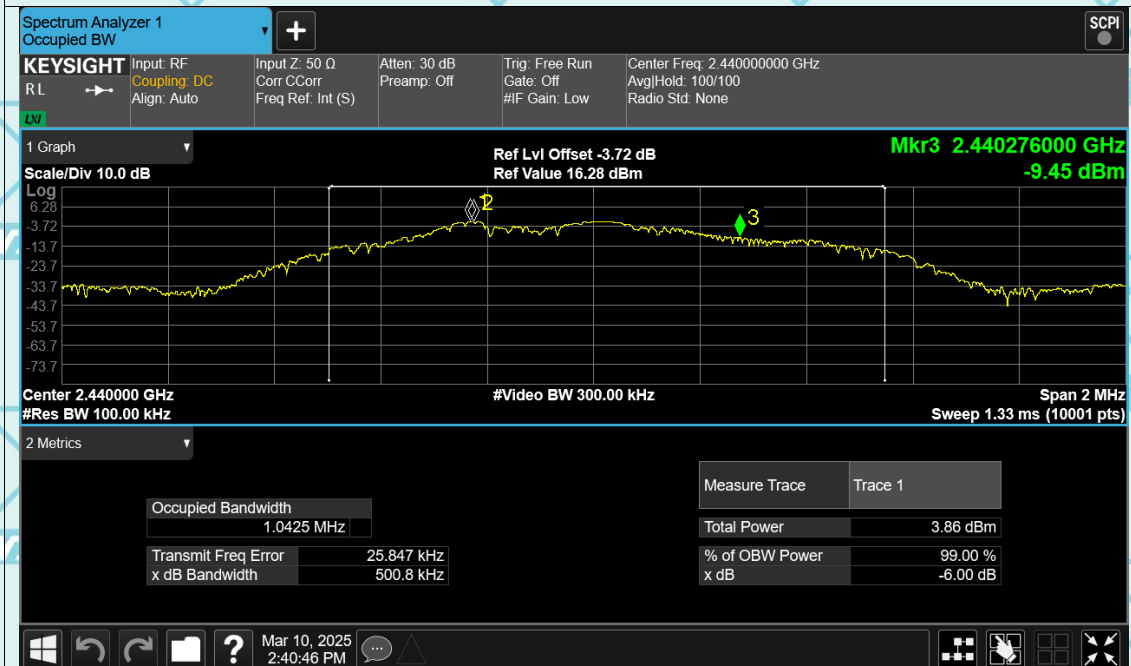 Spectrum Analyzer 1
Occupied BW
SCPI
KEYSIGHT
RL
LXI
Input: RF
Coupling: DC
Align: Auto
Input Z: 50 Ω
Corr CCorr
Freq Ref: Int (S)
Atten: 30 dB
Preamp: Off
Trig: Free Run
Gate: Off
#IF Gain: Low
Center Freq: 2.440000000 GHz
Avg|Hold: 100/100
Radio Std: None
1 Graph
Scale/Div 10.0 dB
Ref Lvl Offset -3.72 dB
Ref Value 16.28 dBm
Mkr3 2.440276000 GHz
-9.45 dBm
Log
6.28
-3.72
-13.7
-23.7
-33.7
-43.7
-53.7
-63.7
-73.7
2
3
Center 2.440000 GHz
#Video BW 300.00 kHz
Span 2 MHz
#Res BW 100.00 kHz
Sweep 1.33 ms (10001 pts)
2 Metrics
Occupied Bandwidth
1.0425 MHz
Transmit Freq Error 25.847 kHz
x dB Bandwidth 500.8 kHz
Measure Trace Trace 1
Total Power 3.86 dBm
% of OBW Power 99.00 %
x dB -6.00 dB
?
Mar 10, 2025
2:40:46 PM